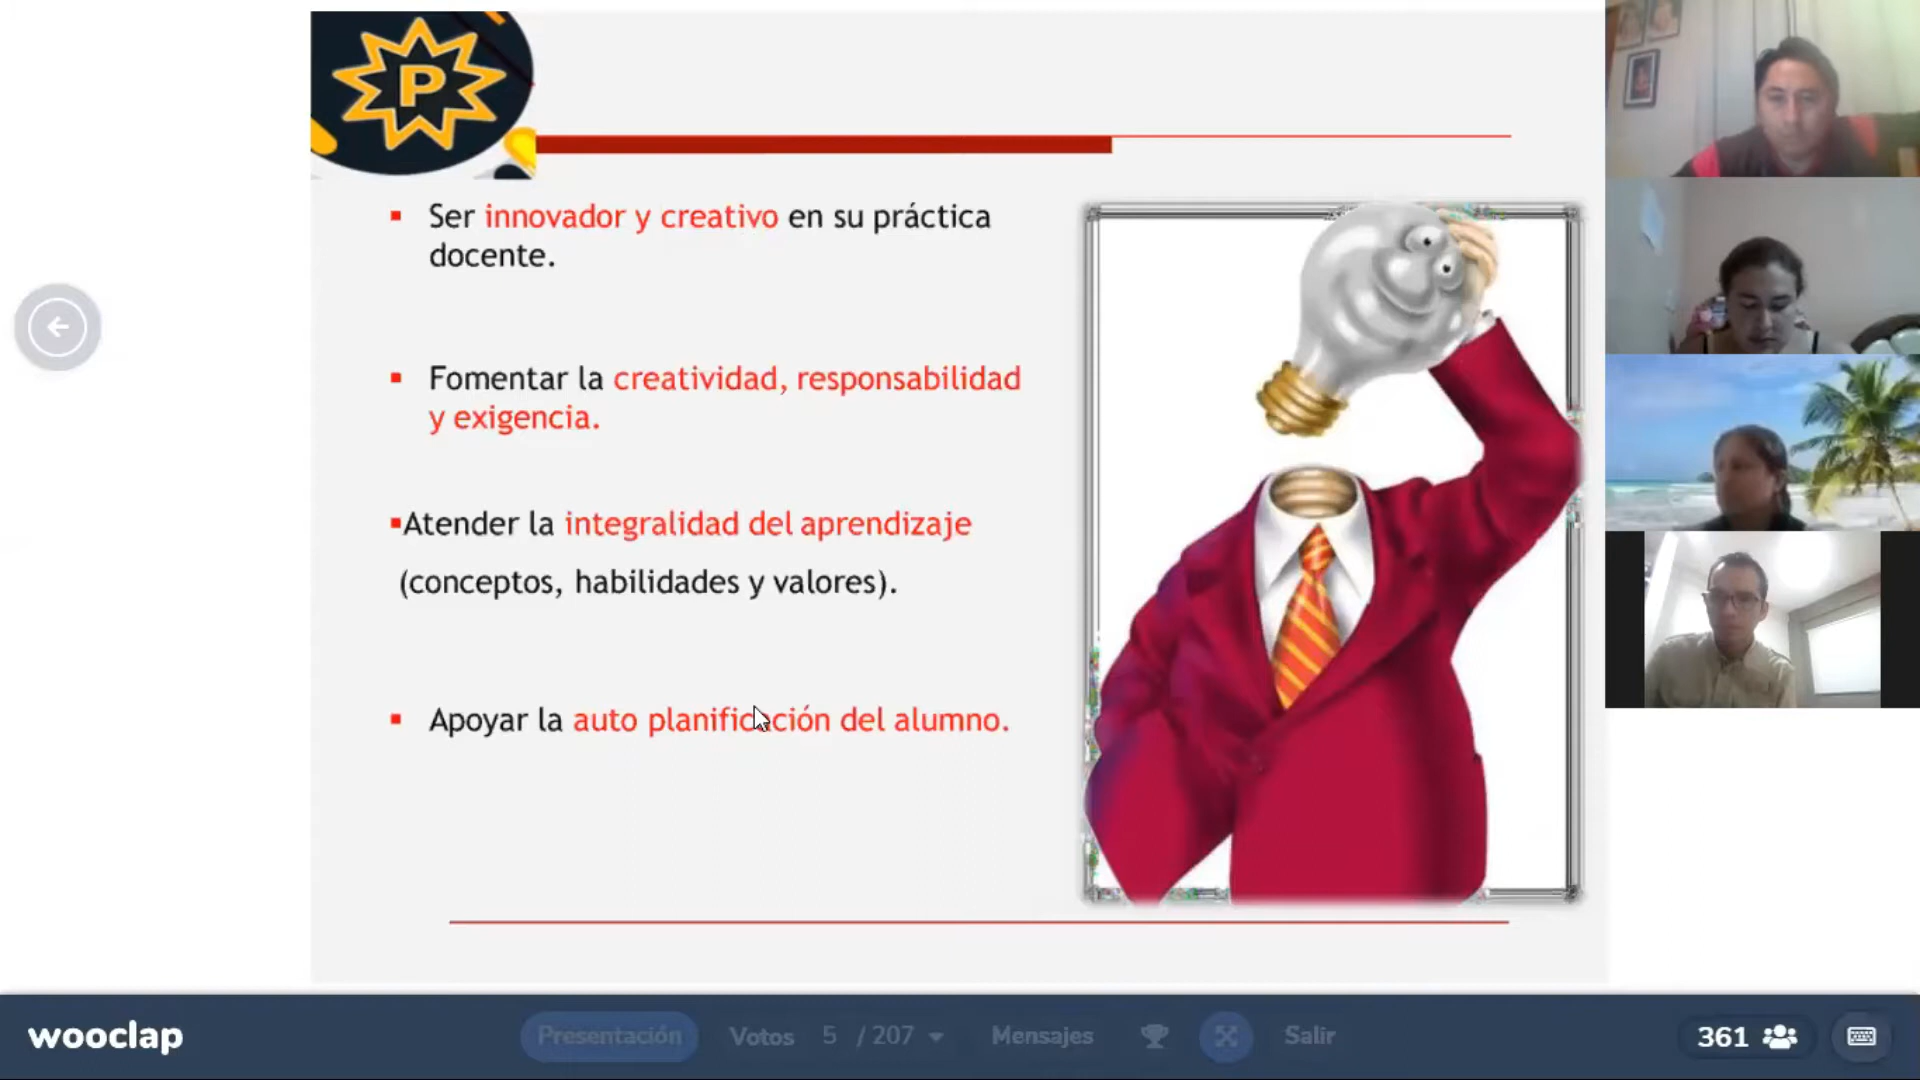 P
Ser innovador y creativo en su práctica
docente.
Fomentar la creatividad, responsabilidad
y exigencia.
Atender la integralidad del aprendizaje
(conceptos, habilidades y valores).
Apoyar la auto planificación del alumno.
wooclap
Presentación
Votos 5 / 207
Mensajes
Salir
361